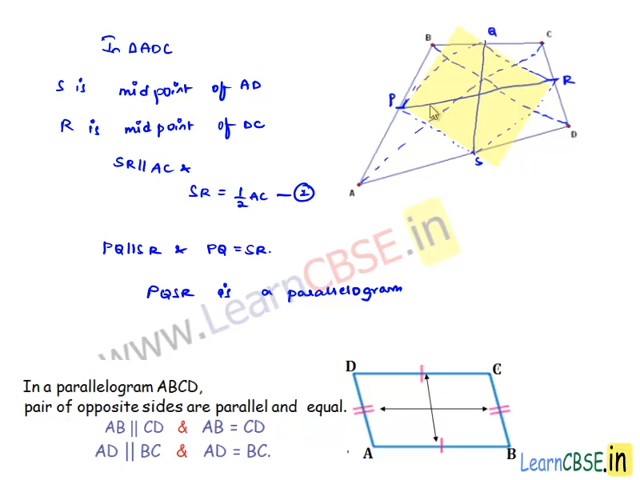 In ΔADC
S is midpoint of AD
R is midpoint of DC
SR || AC &
SR = 1/2 AC — ②
PQ || SR & PQ = SR.
PQSR is a parallelogram
B Q C
P R
D
S
A
www.LearnCBSE.in
In a parallelogram ABCD,
pair of opposite sides are parallel and equal.
AB || CD & AB = CD
AD || BC & AD = BC.
D C
A B
LearnCBSE.in